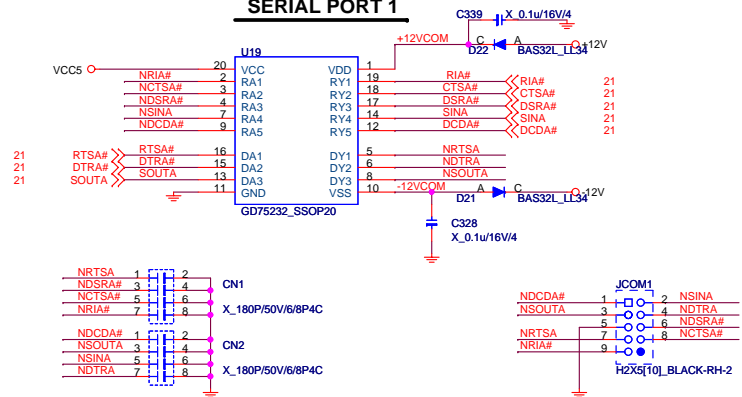 SERIAL PORT 1
C339 X_0.1u/16V/4
+12VCOM C A +12V
D22 BAS32L_LL34
U19
VCC5 20 VCC VDD 1
NRIA# 2 RA1 RY1 19 RIA# RIA# 21
NCTSA# 3 RA2 RY2 18 CTSA# CTSA# 21
NDSRA# 4 RA3 RY3 17 DSRA# DSRA# 21
NSINA 7 RA4 RY4 14 SINA SINA 21
NDCDA# 9 RA5 RY5 12 DCDA# DCDA# 21
21 RTSA# RTSA# 16 DA1 DY1 5 NRTSA
21 DTRA# DTRA# 15 DA2 DY2 6 NDTRA
21 SOUTA SOUTA 13 DA3 DY3 8 NSOUTA
11 GND VSS 10 -12VCOM A C -12V
GD75232_SSOP20
D21 BAS32L_LL34
C328
X_0.1u/16V/4
NRTSA 1 2
NDSRA# 3 4 CN1
NCTSA# 5 6
NRIA# 7 8 X_180P/50V/6/8P4C
NDCDA# 1 2
NSOUTA 3 4 CN2
NSINA 5 6
NDTRA 7 8 X_180P/50V/6/8P4C
JCOM1
NDCDA# 1 2 NSINA
NSOUTA 3 4 NDTRA
5 6 NDSRA#
NRTSA 7 8 NCTSA#
NRIA# 9
H2X5[10]_BLACK-RH-2